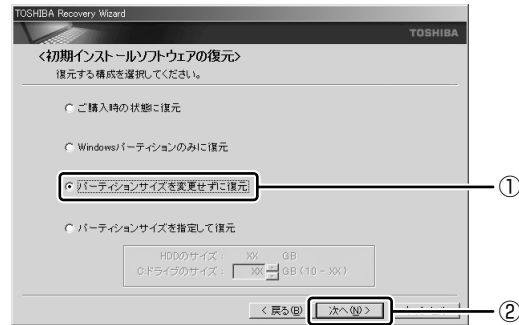 TOSHIBA Recovery Wizard
TOSHIBA
<初期インストールソフトウェアの復元>
復元する構成を選択してください。
ご購入時の状態に復元
Windowsパーティションのみに復元
パーティションサイズを変更せずに復元
①
パーティションサイズを指定して復元
HDDのサイズ： XX GB
Cドライブのサイズ： XX GB (10 - XX)
< 戻る(B) 次へ(N) >
②